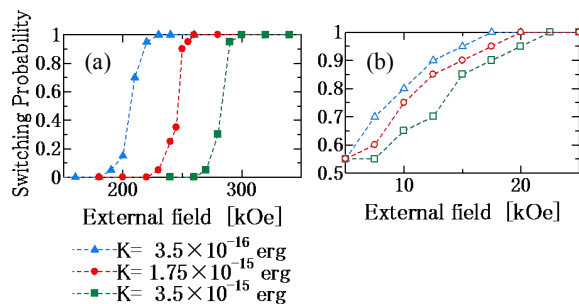 (a)
(b)
Switching Probability
1
0.8
0.6
0.4
0.2
0
200
300
External field [kOe]
1
0.9
0.8
0.7
0.6
0.5
10
20
External field [kOe]
K= 3.5×10⁻¹⁶ erg
K= 1.75×10⁻¹⁵ erg
K= 3.5×10⁻¹⁵ erg